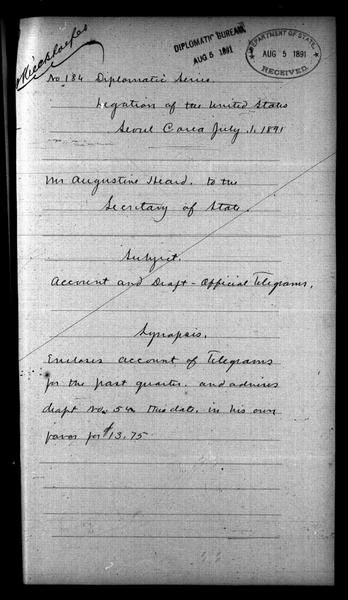 DIPLOMATIC BUREAU
AUG 5 1891
DEPARTMENT OF STATE
AUG 5 1891
RECEIVED
No 184 Diplomatic Series.
Legation of the United States
Seoul Corea July 1. 1891
Mr Augustine Heard. to the
Secretary of State.
Subject.
Account and Draft - Official Telegrams.
Synopsis.
Encloses account of Telegrams
for the past quarter. and advises
draft No. 54 this date, in his own
favor for $13.75